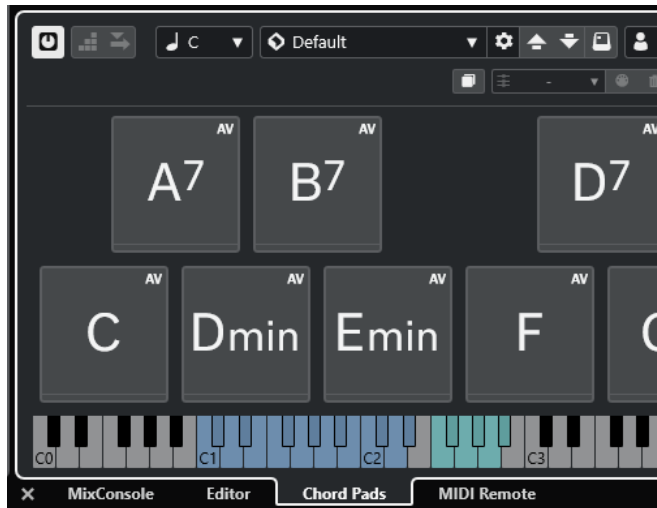 C Default
-
AV AV AV
A7 B7 D7
AV AV AV AV
C Dmin Emin F
C0 C1 C2 C3
MixConsole Editor Chord Pads MIDI Remote